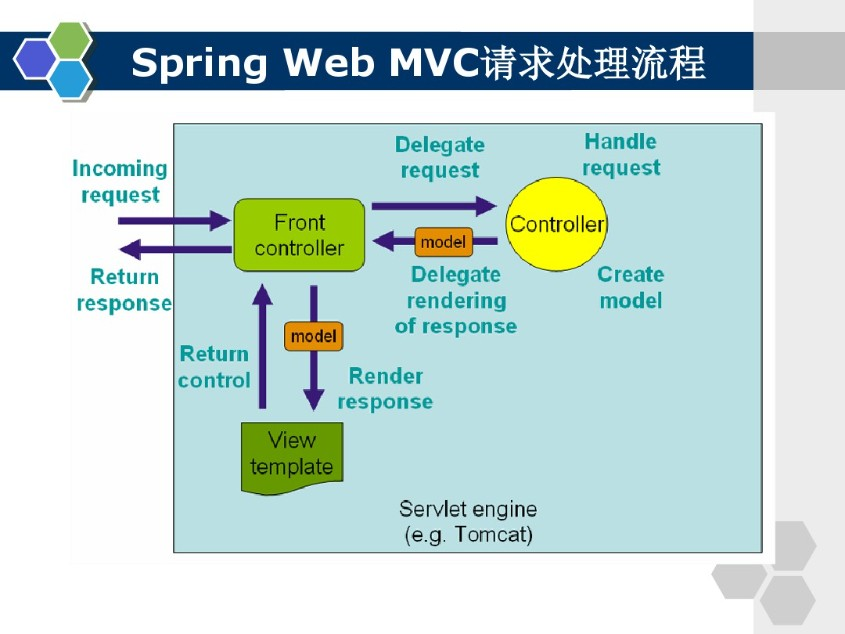 Spring Web MVC请求处理流程
Incoming
request
Delegate
request
Handle
request
Front
controller
model
Controller
Return
response
Delegate
rendering
of response
Create
model
model
Return
control
Render
response
View
template
Servlet engine
(e.g. Tomcat)